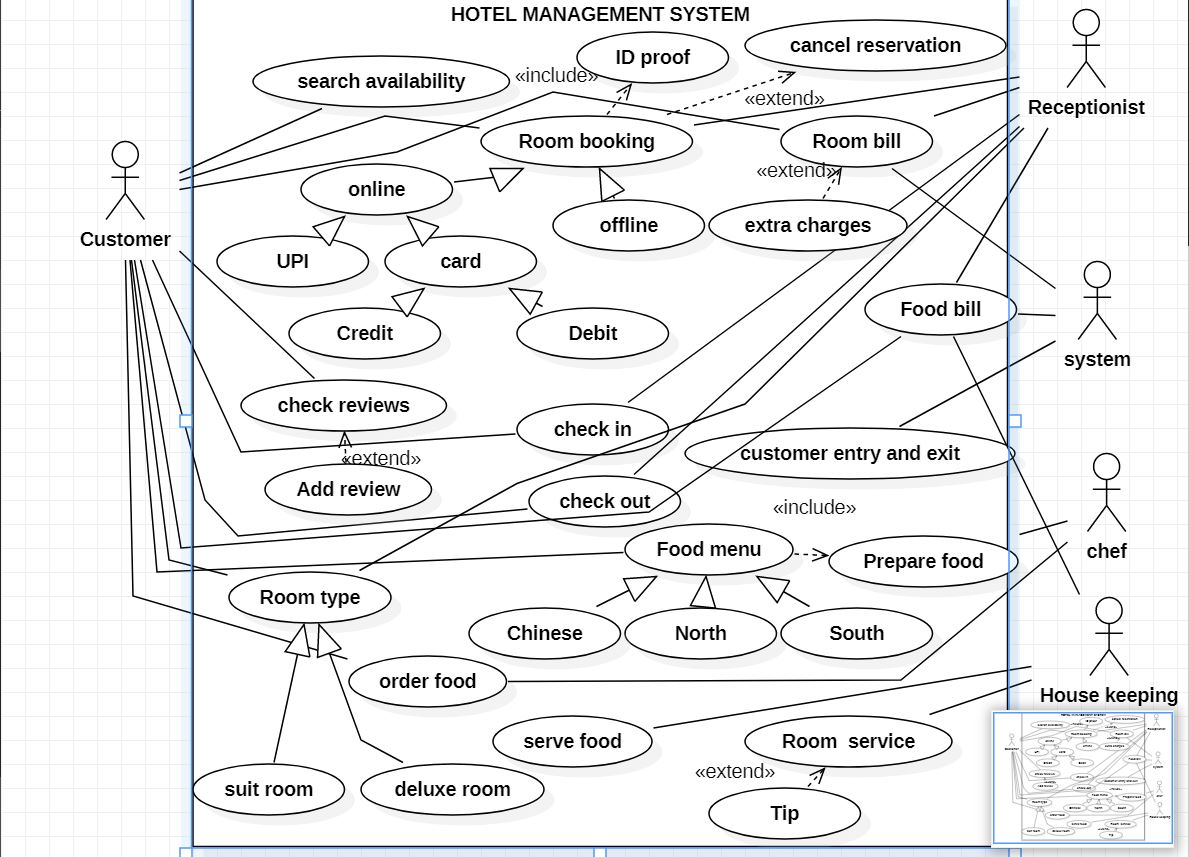 HOTEL MANAGEMENT SYSTEM
cancel reservation
ID proof
search availability
«include»
«extend»
Receptionist
Room booking
Room bill
«extend»
online
offline
extra charges
Customer
UPI
card
Food bill
Credit
Debit
system
check reviews
check in
«extend»
customer entry and exit
Add review
check out
«include»
Food menu
Prepare food
chef
Room type
Chinese
North
South
order food
House keeping
serve food
Room  service
«extend»
suit room
deluxe room
Tip